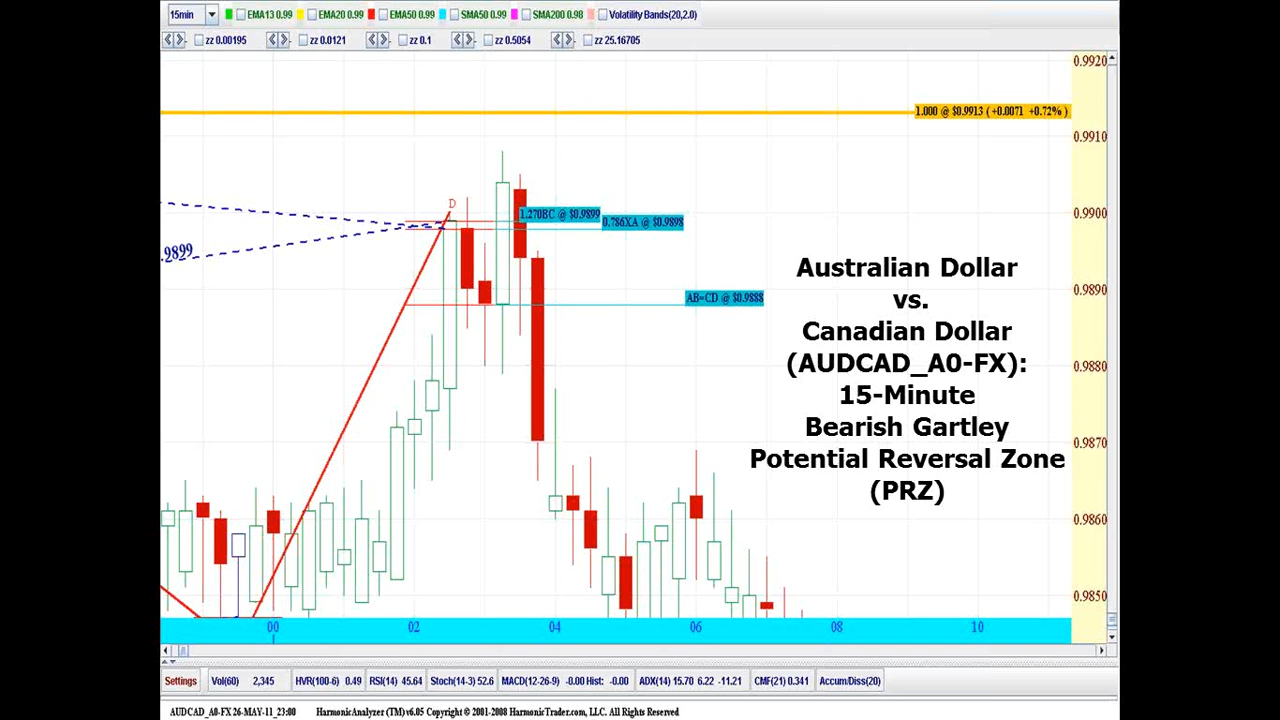 15min EMA13 0.99 EMA20 0.99 EMA50 0.99 SMA50 0.99 SMA200 0.98 Volatility Bands(20,2.0)
zz 0.00195 zz 0.0121 zz 0.1 zz 0.5054 zz 25.16705
0.9920
1.000 @ $0.9913 ( +0.0071 +0.72% )
0.9910
D
1.270BC @ $0.9899
0.9900
0.786XA @ $0.9898
.9899
Australian Dollar
vs.
Canadian Dollar
(AUDCAD_A0-FX):
15-Minute
Bearish Gartley
Potential Reversal Zone
(PRZ)
0.9890
AB=CD @ $0.9888
0.9880
0.9870
0.9860
0.9850
00 02 04 06 08 10
Settings Vol(60) 2,345 HVR(100-6) 0.49 RSI(14) 45.64 Stoch(14-3) 52.6 MACD(12-26-9) -0.00 Hist: -0.00 ADX(14) 15.70 6.22 -11.21 CMF(21) 0.341 Accum/Diss(20)
AUDCAD_A0-FX 26-MAY-11_23:00 HarmonicAnalyzer (TM) v6.05 Copyright © 2001-2008 HarmonicTrader.com, LLC. All Rights Reserved